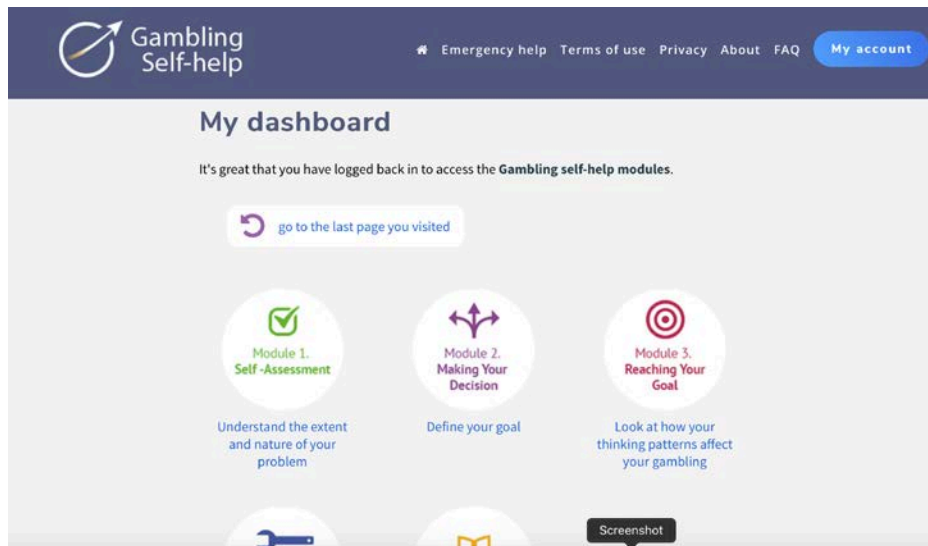 Gambling
Self-help
Emergency help Terms of use Privacy About FAQ My account
My dashboard
It's great that you have logged back in to access the Gambling self-help modules.
go to the last page you visited
Module 1.
Self -Assessment
Understand the extent
and nature of your
problem
Module 2.
Making Your
Decision
Define your goal
Module 3.
Reaching Your
Goal
Look at how your
thinking patterns affect
your gambling
Screenshot